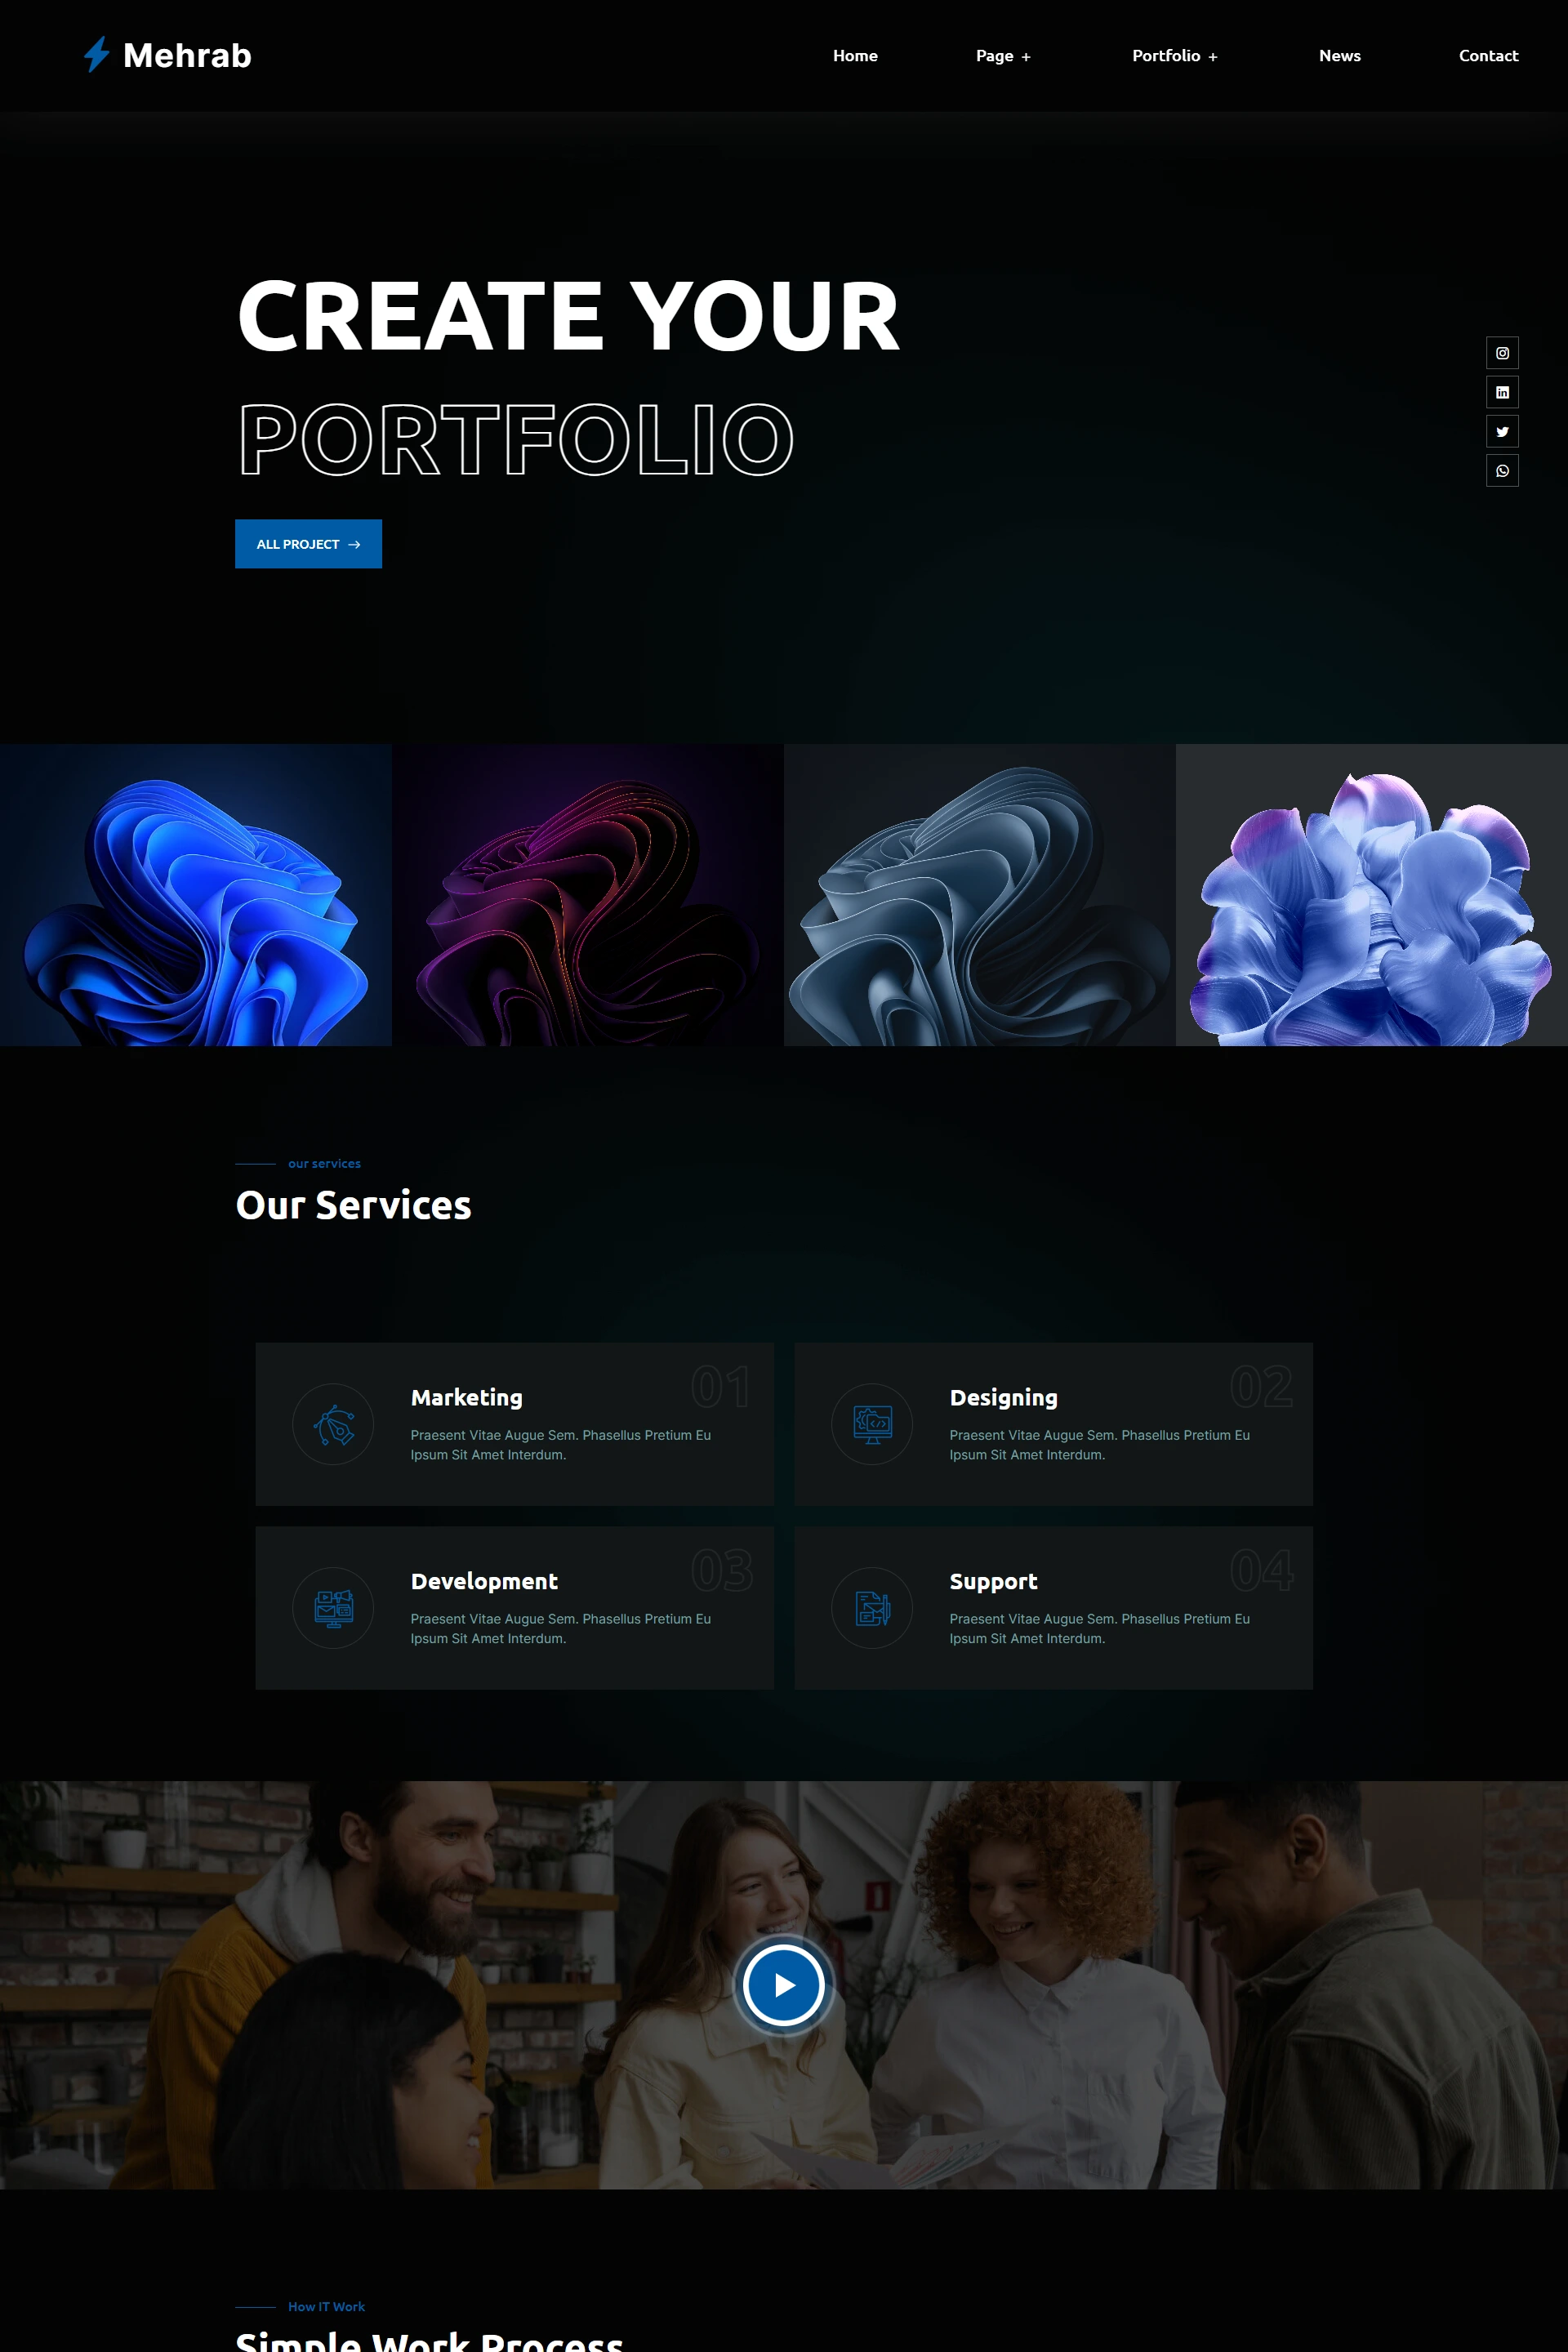 Mehrab
Home Page + Portfolio + News Contact
CREATE YOUR
PORTFOLIO
ALL PROJECT →
our services
Our Services
01
Marketing
Praesent Vitae Augue Sem. Phasellus Pretium Eu
Ipsum Sit Amet Interdum.
02
Designing
Praesent Vitae Augue Sem. Phasellus Pretium Eu
Ipsum Sit Amet Interdum.
03
Development
Praesent Vitae Augue Sem. Phasellus Pretium Eu
Ipsum Sit Amet Interdum.
04
Support
Praesent Vitae Augue Sem. Phasellus Pretium Eu
Ipsum Sit Amet Interdum.
How IT Work
Simple Work Process